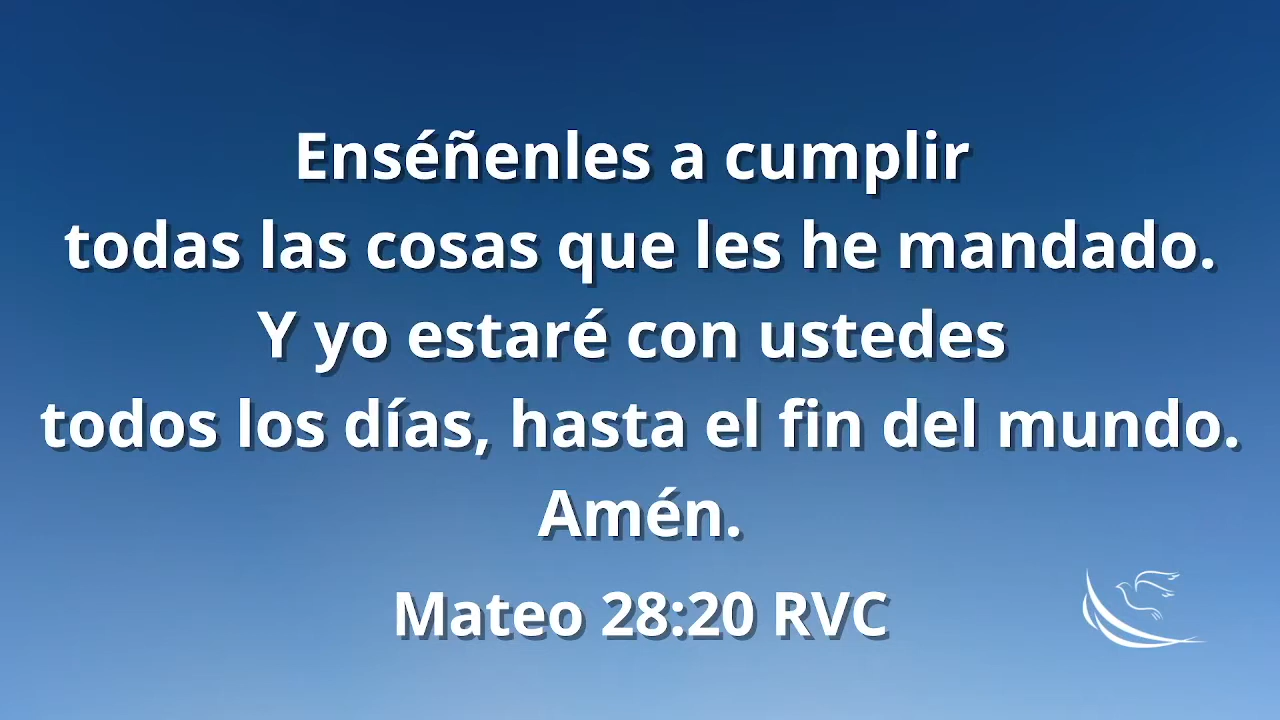 Enséñenles a cumplir
todas las cosas que les he mandado.
Y yo estaré con ustedes
todos los días, hasta el fin del mundo.
Amén.
Mateo 28:20 RVC